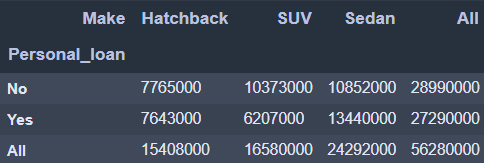 Make Hatchback SUV Sedan All
Personal_loan
No 7765000 10373000 10852000 28990000
Yes 7643000 6207000 13440000 27290000
All 15408000 16580000 24292000 56280000